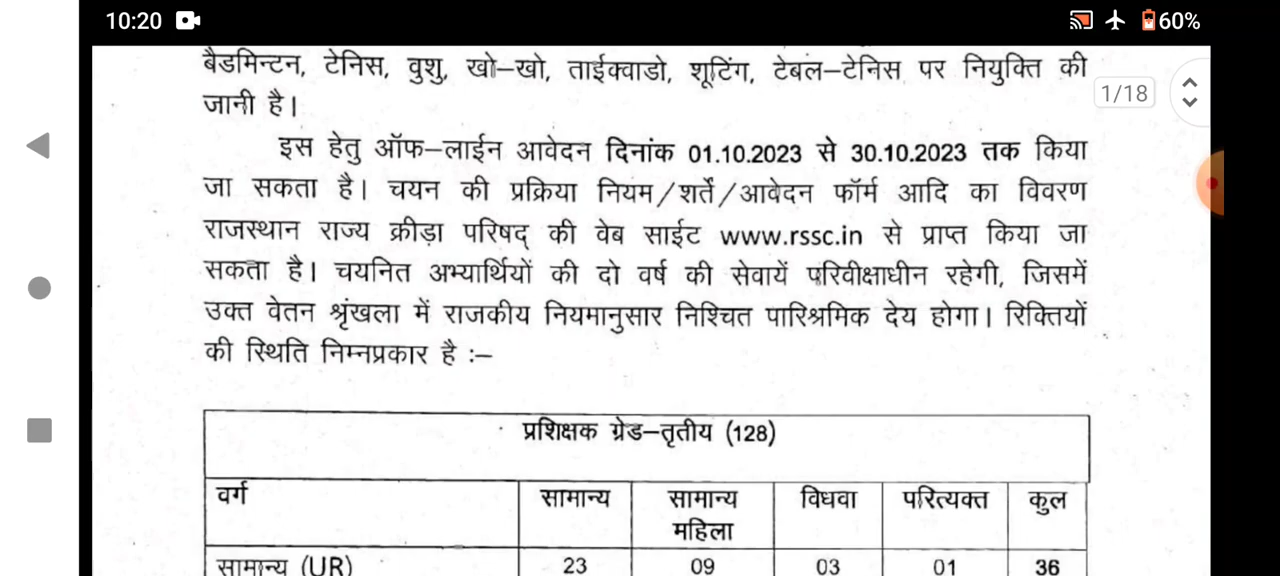 10:20
60%
बैडमिन्टन, टेनिस, वुशु, खो–खो, ताईक्वाडो, शूटिंग, टेबल–टेनिस पर नियुक्ति की
जानी है।
1/18
इस हेतु ऑफ–लाईन आवेदन दिनांक 01.10.2023 से 30.10.2023 तक किया
जा सकता है। चयन की प्रक्रिया नियम/शर्ते/आवेदन फॉर्म आदि का विवरण
राजस्थान राज्य क्रीड़ा परिषद् की वेब साईट www.rssc.in से प्राप्त किया जा
सकता है। चयनित अभ्यार्थियों की दो वर्ष की सेवायें परिवीक्षाधीन रहेगी, जिसमें
उक्त वेतन श्रृंखला में राजकीय नियमानुसार निश्चित पारिश्रमिक देय होगा। रिक्तियों
की स्थिति निम्नप्रकार है :–
प्रशिक्षक ग्रेड–तृतीय (128)
वर्ग सामान्य सामान्य महिला विधवा परित्यक्त कुल
सामान्य (UR) 23 09 03 01 36